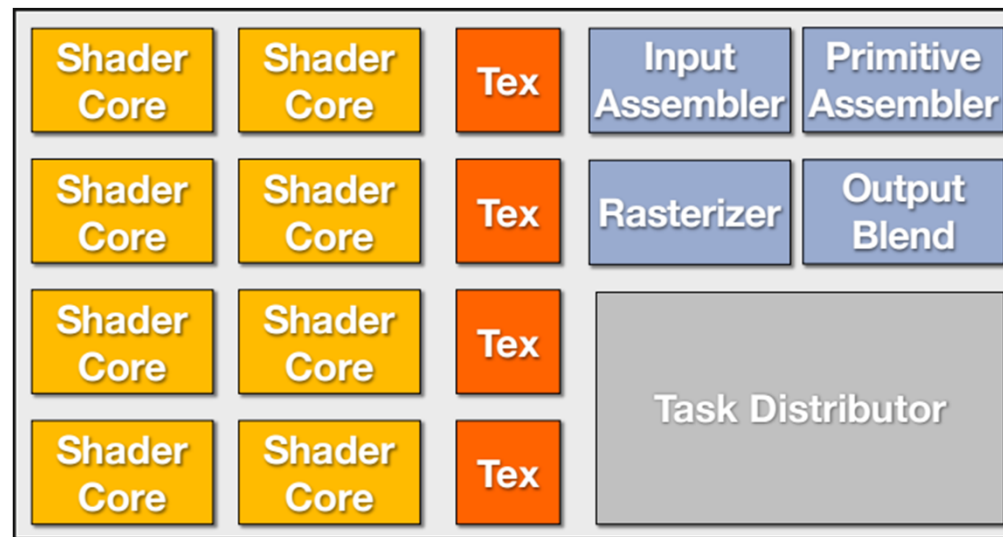 Shader
Core
Shader
Core
Tex
Input
Assembler
Primitive
Assembler
Shader
Core
Shader
Core
Tex
Rasterizer
Output
Blend
Shader
Core
Shader
Core
Tex
Task Distributor
Shader
Core
Shader
Core
Tex